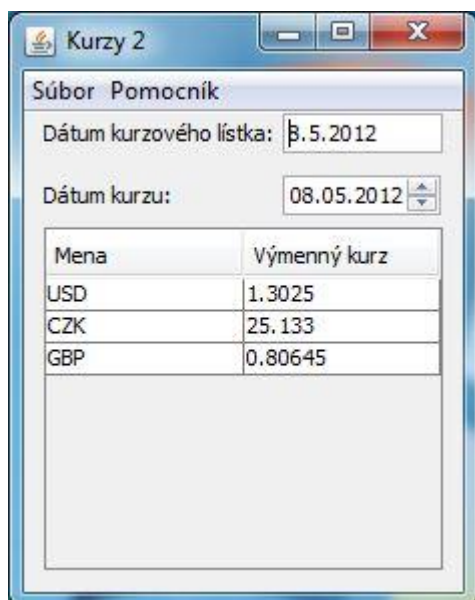 Kurzy 2
Súbor Pomocník
Dátum kurzového lístka: 8.5.2012
Dátum kurzu: 08.05.2012
Mena Výmenný kurz
USD 1.3025
CZK 25.133
GBP 0.80645